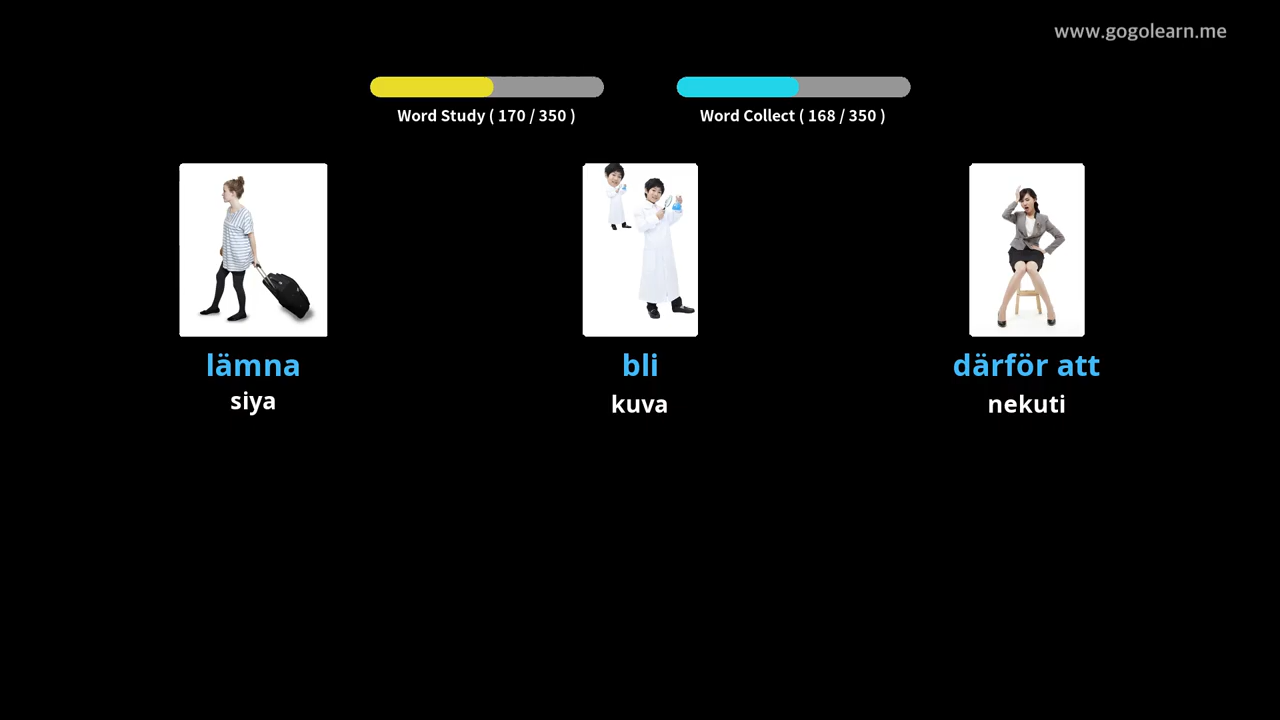 www.gogolearn.me
Word Study ( 170 / 350 )
Word Collect ( 168 / 350 )
lämna
siya
bli
kuva
därför att
nekuti